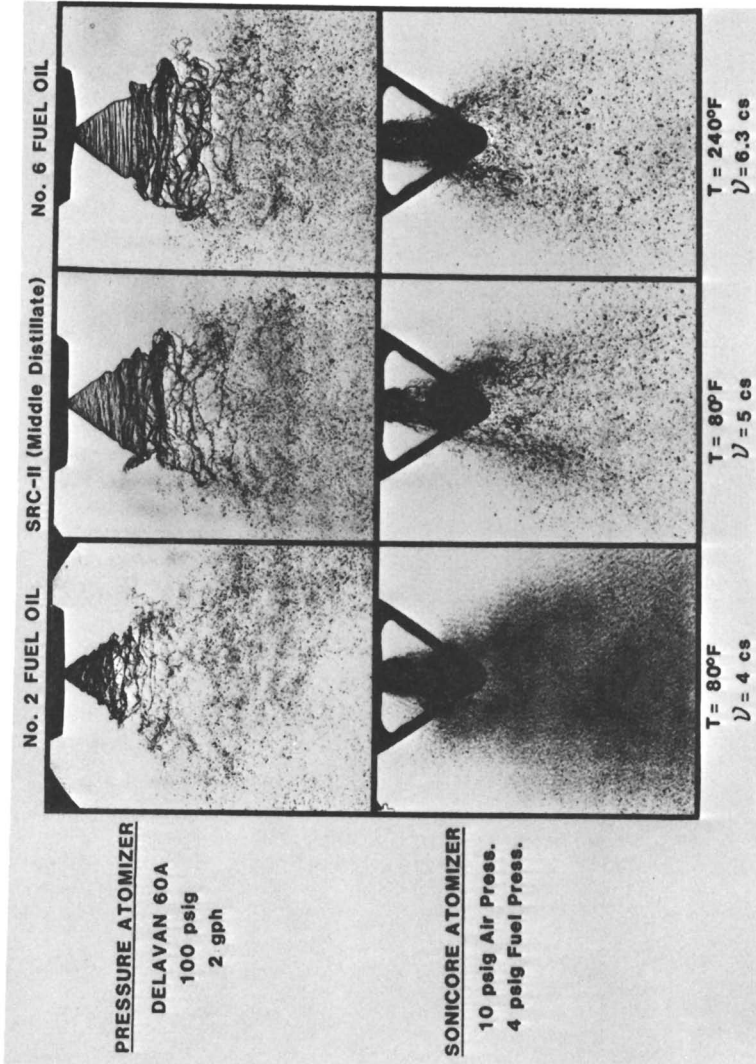 No. 2 FUEL OIL
SRC-II (Middle Distillate)
No. 6 FUEL OIL
PRESSURE ATOMIZER
DELAVAN 60A
100 psig
2 gph
SONICORE ATOMIZER
10 psig Air Press.
4 psig Fuel Press.
T = 80°F
ν = 4 cs
T = 80°F
ν = 5 cs
T = 240°F
ν = 6.3 cs